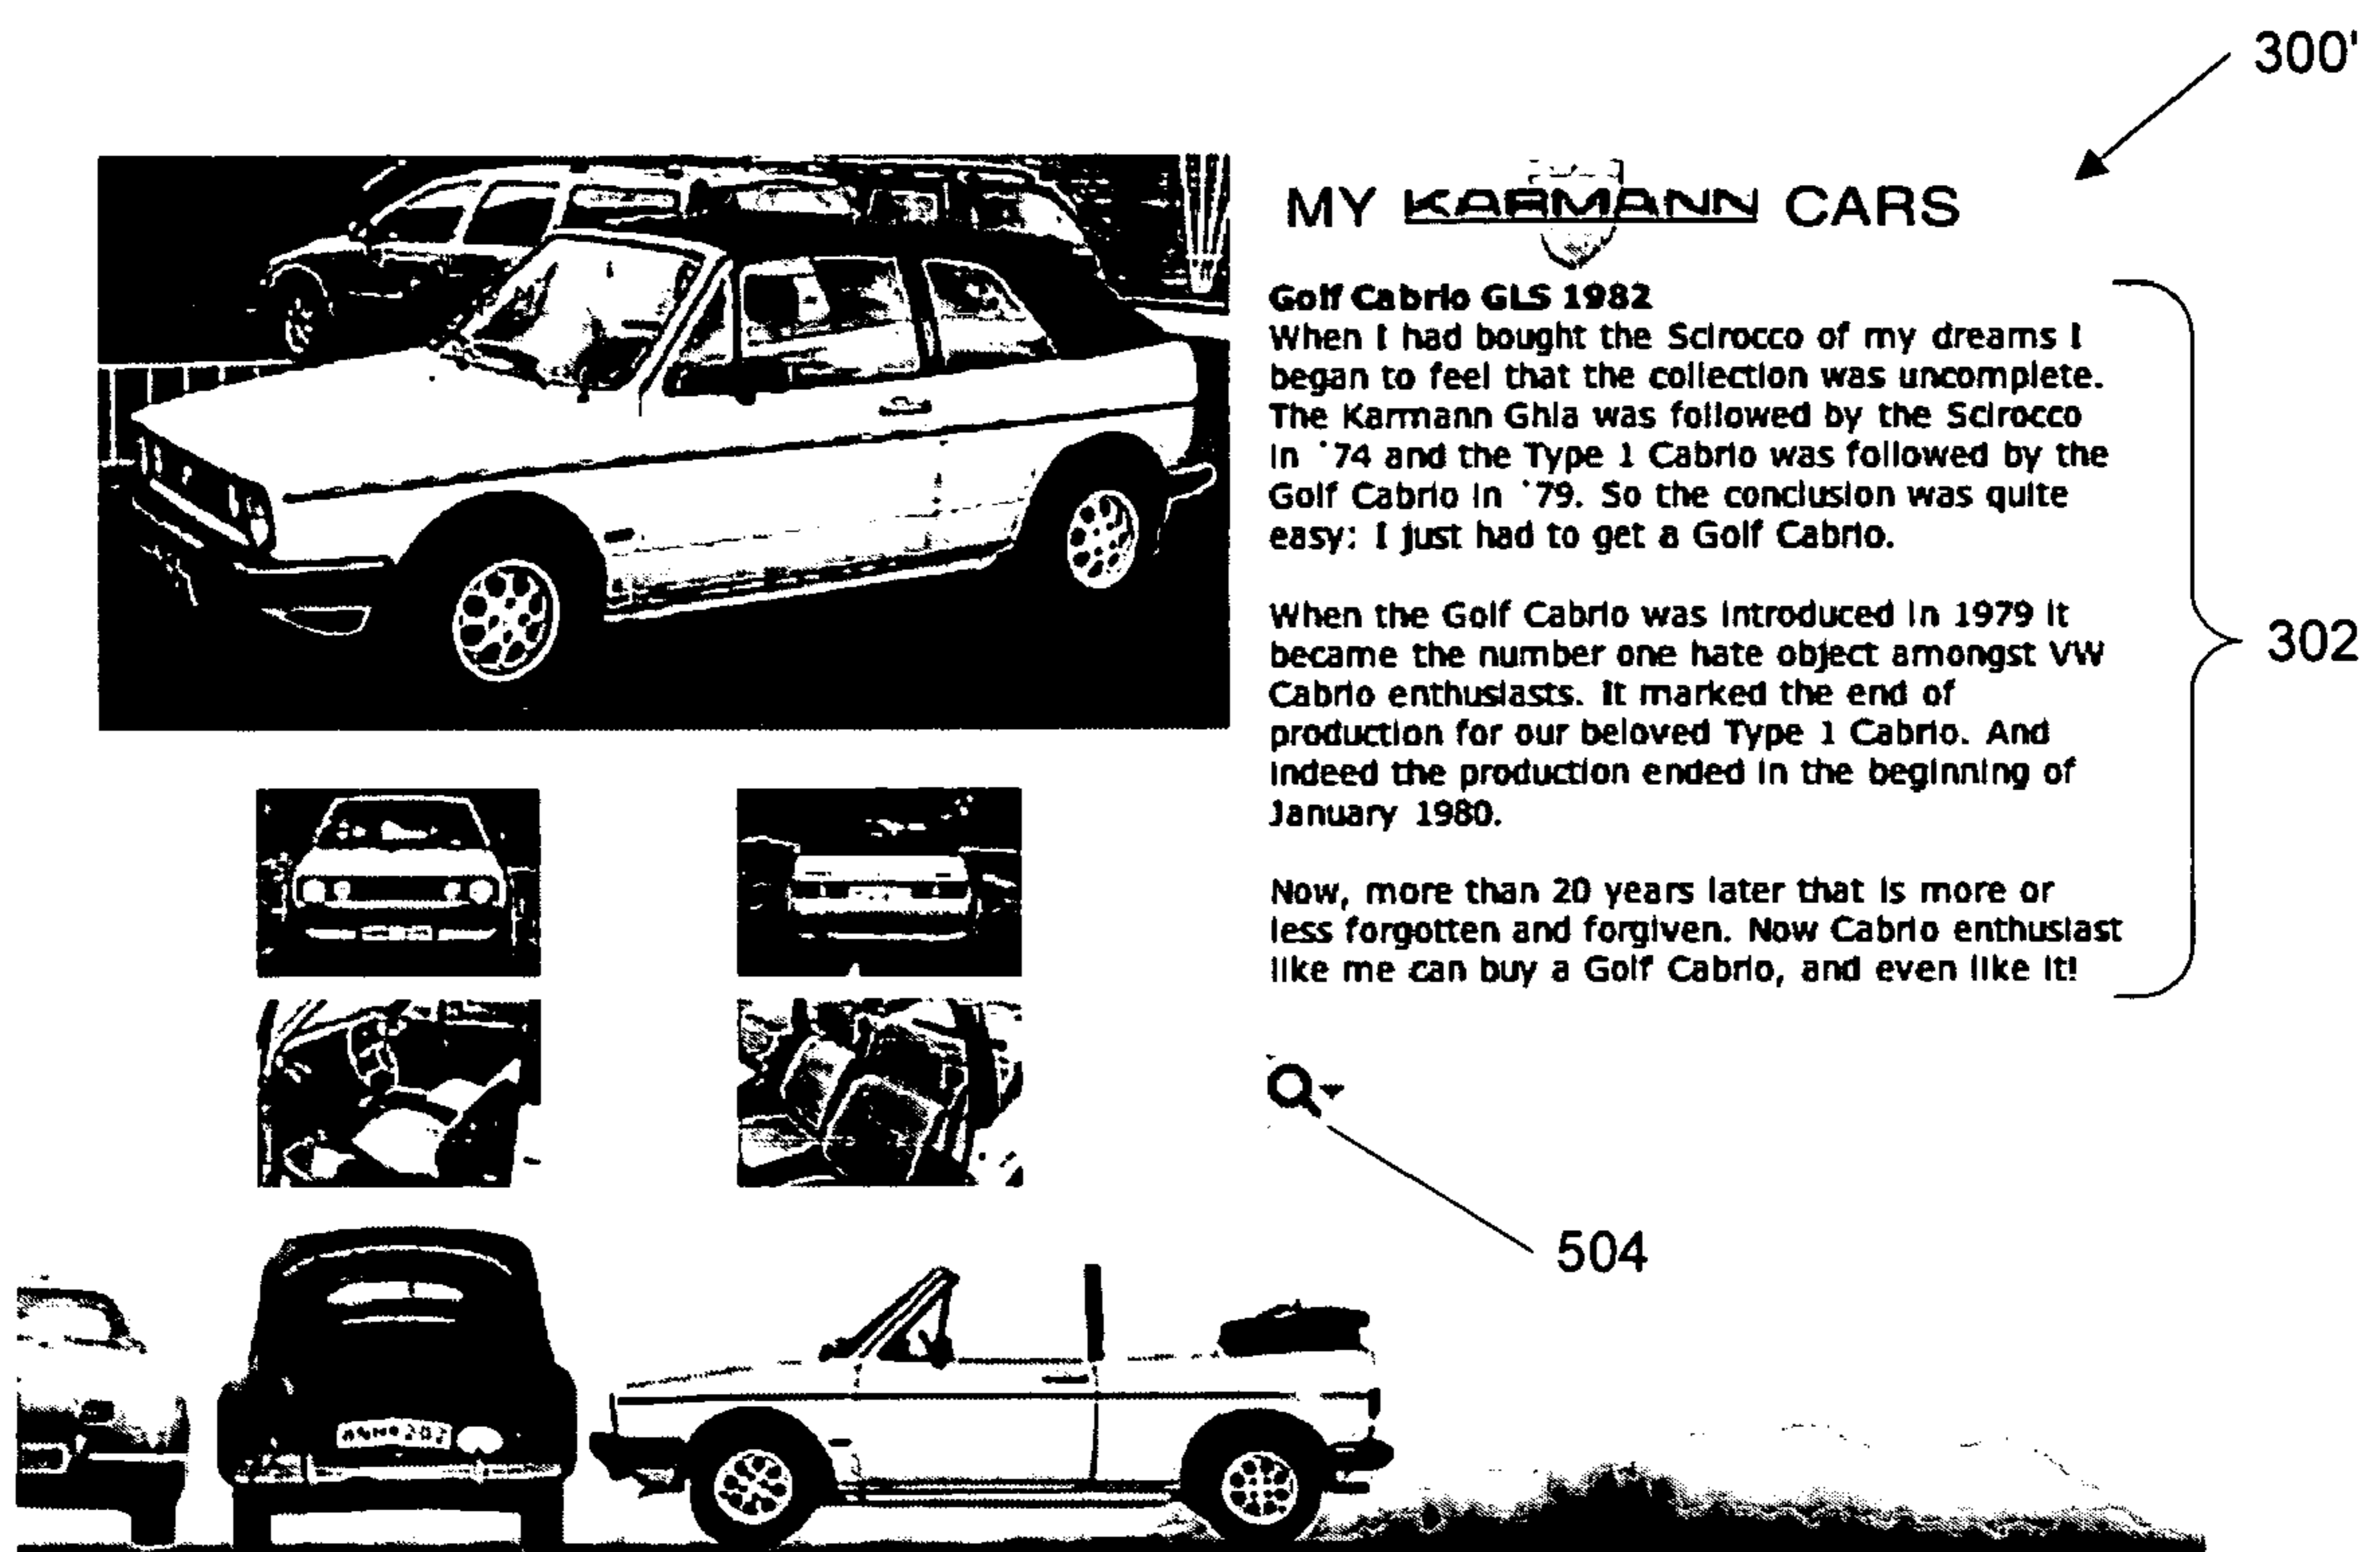 300'
MY KARMANN CARS
Golf Cabrio GLS 1982
When I had bought the Scirocco of my dreams I
began to feel that the collection was uncomplete.
The Karmann Ghia was followed by the Scirocco
in '74 and the Type 1 Cabrio was followed by the
Golf Cabrio in '79. So the conclusion was quite
easy: I just had to get a Golf Cabrio.
When the Golf Cabrio was introduced in 1979 it
became the number one hate object amongst VW
Cabrio enthusiasts. It marked the end of
production for our beloved Type 1 Cabrio. And
indeed the production ended in the beginning of
January 1980.
Now, more than 20 years later that is more or
less forgotten and forgiven. Now Cabrio enthusiast
like me can buy a Golf Cabrio, and even like it!
302
504